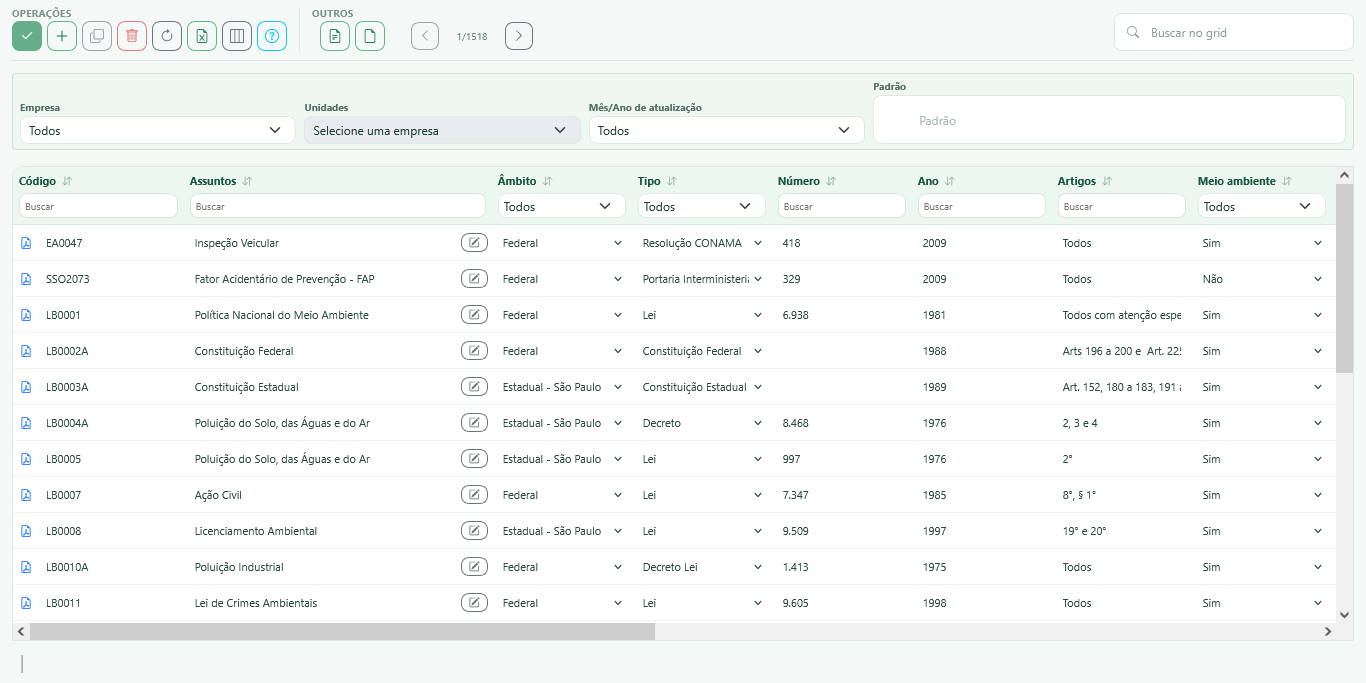 OPERAÇÕES OUTROS
1/1518
Buscar no grid
Padrão
Empresa Unidades Mês/Ano de atualização
Todos Selecione uma empresa Todos Padrão
Código Assuntos Âmbito Tipo Número Ano Artigos Meio ambiente
Buscar Buscar Todos Todos Buscar Buscar Buscar Todos
EA0047 Inspeção Veicular Federal Resolução CONAMA 418 2009 Todos Sim
SSO2073 Fator Acidentário de Prevenção - FAP Federal Portaria Interministeria 329 2009 Todos Não
LB0001 Política Nacional do Meio Ambiente Federal Lei 6.938 1981 Todos com atenção espe Sim
LB0002A Constituição Federal Federal Constituição Federal 1988 Arts 196 a 200 e Art. 225 Sim
LB0003A Constituição Estadual Estadual - São Paulo Constituição Estadual 1989 Art. 152, 180 a 183, 191 a Sim
LB0004A Poluição do Solo, das Águas e do Ar Estadual - São Paulo Decreto 8.468 1976 2, 3 e 4 Sim
LB0005 Poluição do Solo, das Águas e do Ar Estadual - São Paulo Lei 997 1976 2° Sim
LB0007 Ação Civil Federal Lei 7.347 1985 8°, § 1° Sim
LB0008 Licenciamento Ambiental Estadual - São Paulo Lei 9.509 1997 19° e 20° Sim
LB0010A Poluição Industrial Federal Decreto Lei 1.413 1975 Todos Sim
LB0011 Lei de Crimes Ambientais Federal Lei 9.605 1998 Todos Sim